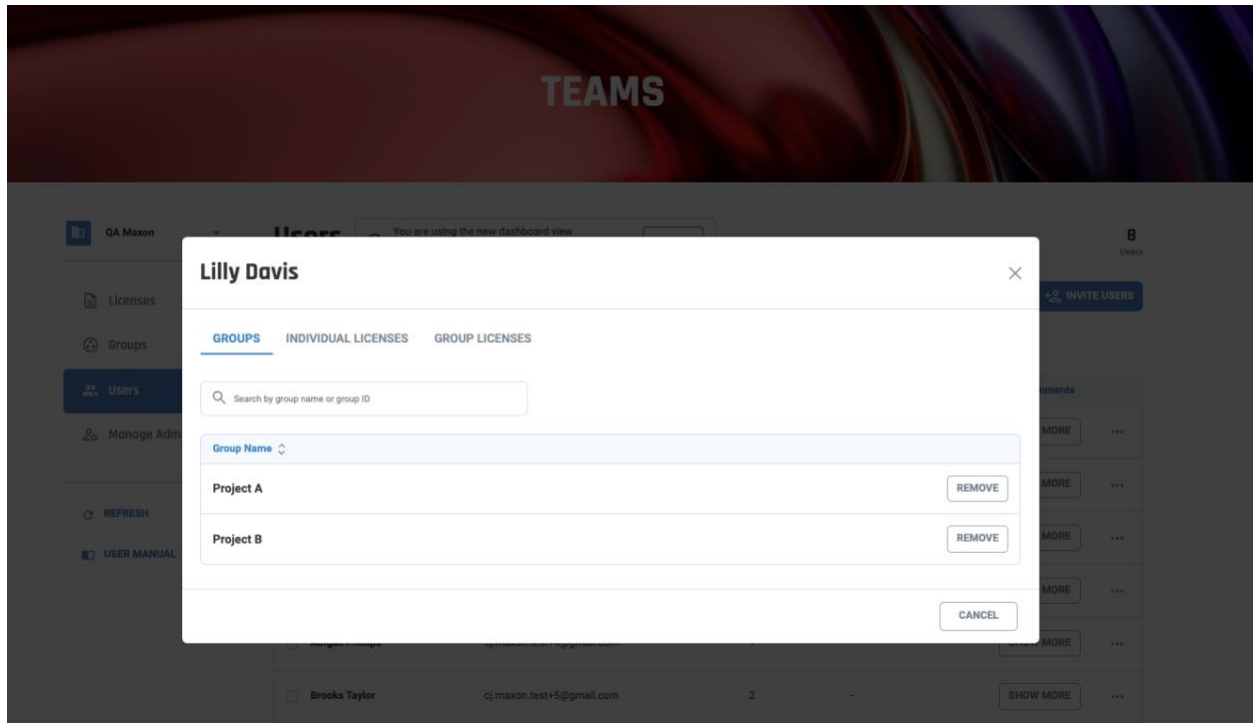 TEAMS
QA Maxon
Users
You are using the new dashboard view
8
Users
Lilly Davis
Licenses
INVITE USERS
Groups
GROUPS INDIVIDUAL LICENSES GROUP LICENSES
Users
Search by group name or group ID
Manage Adm
MORE
Group Name
Project A REMOVE
MORE
REFRESH
Project B REMOVE
MORE
USER MANUAL
MORE
CANCEL
MORE
Brooks Taylor cj.maxon.test+5@gmail.com 2 - SHOW MORE